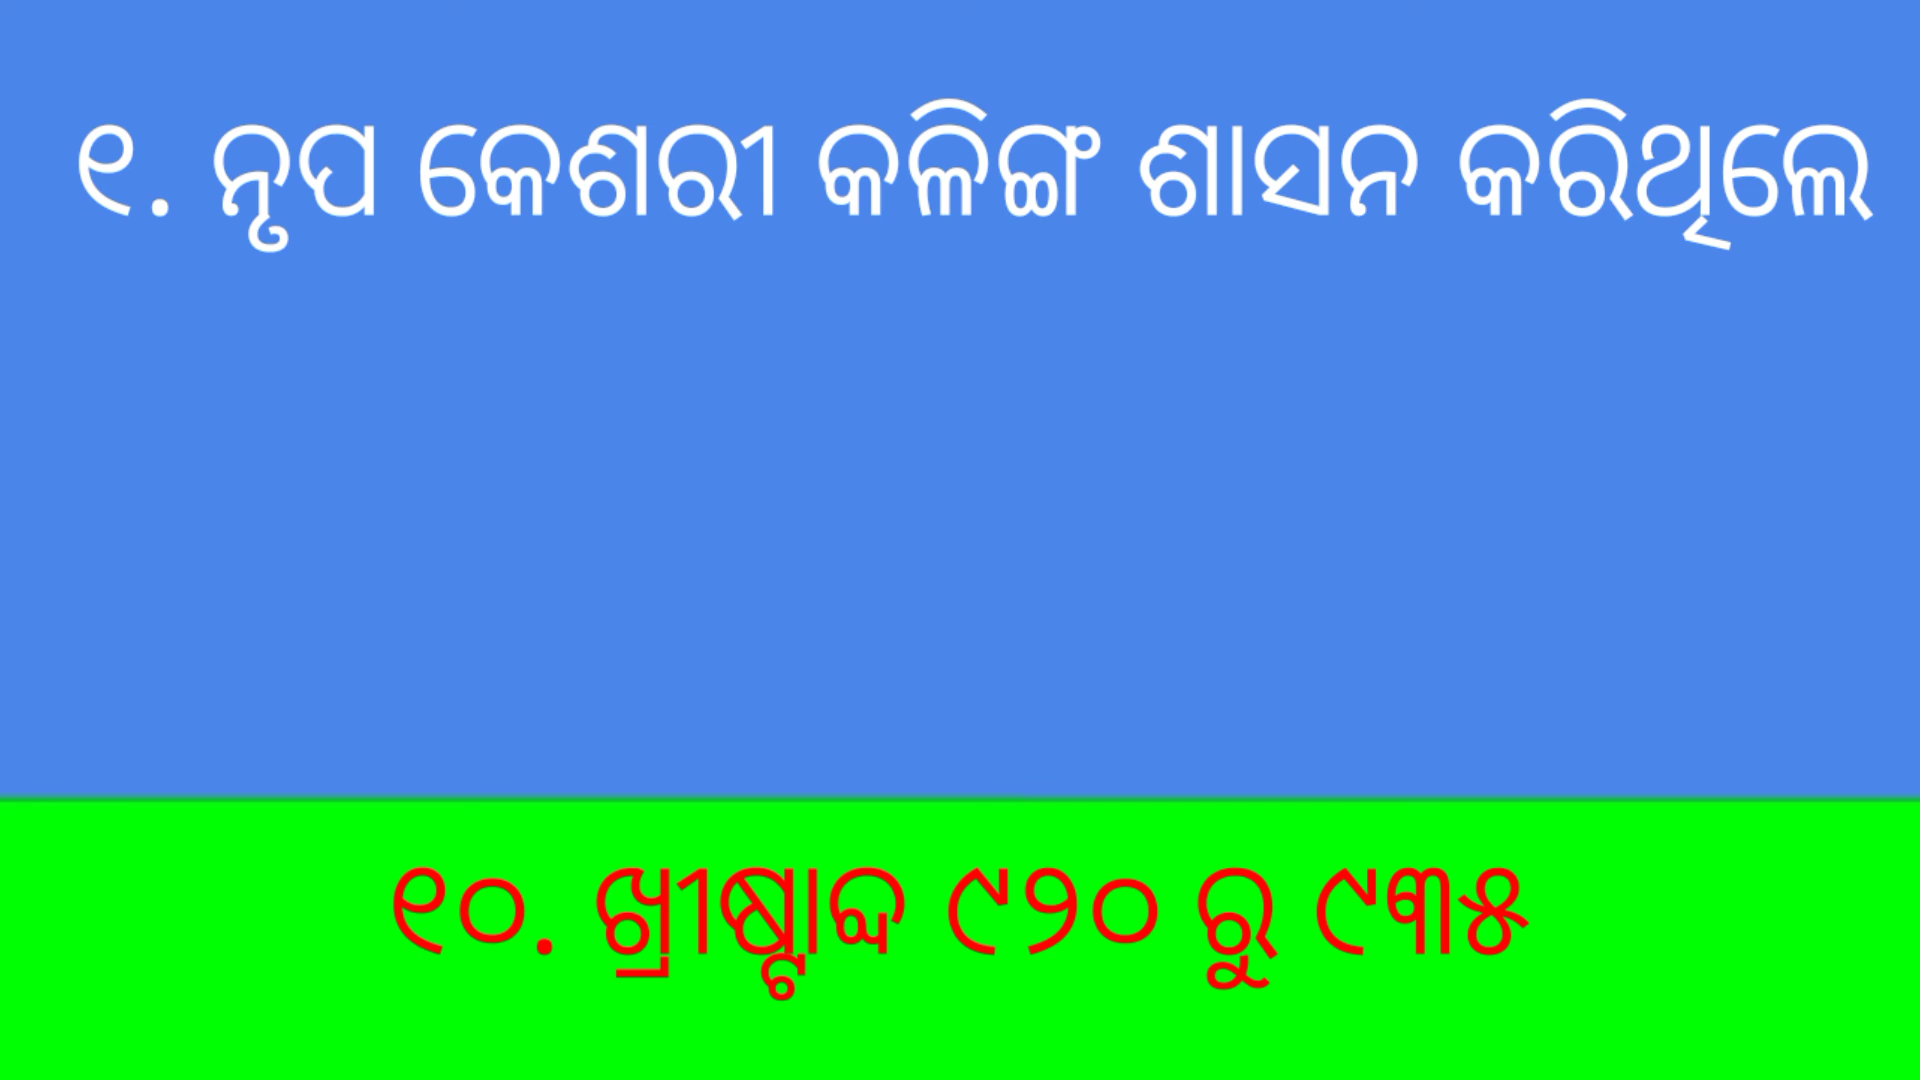 ୧. ନୃପ କେଶରୀ କଳିଙ୍ଗ ଶାସନ କରିଥିଲେ
୧୦. ଖ୍ରୀଷ୍ଟାବ୍ଦ ୯୨୦ ରୁ ୯୩୫